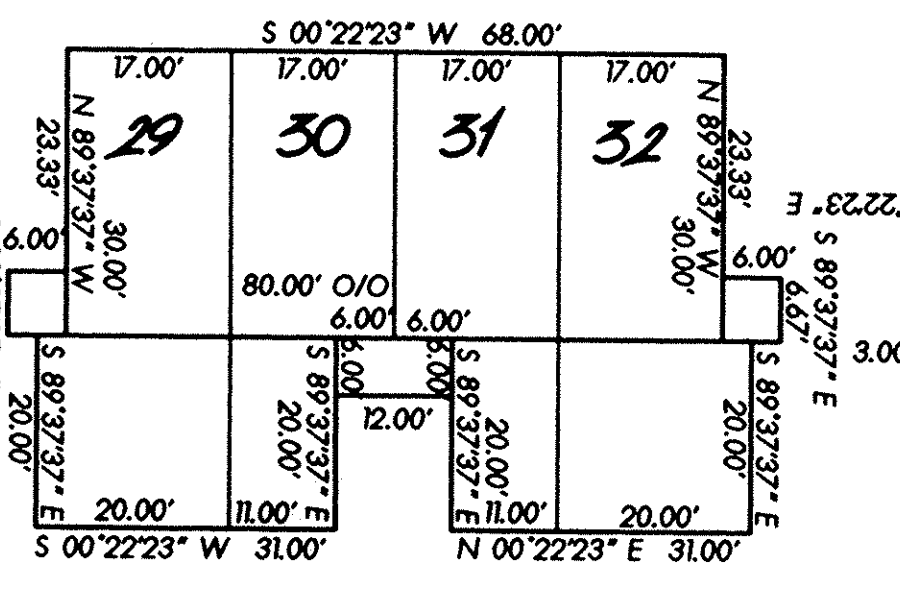 S 00°22'23" W 68.00'
17.00' 17.00' 17.00' 17.00'
29 30 31 32
23.33'
N 89°37'37" W
30.00'
N 89°37'37" W
23.33'
30.00'
22'23" E
S 89°37'37" E
6.00'
6.00'
6.67'
3.00
80.00' O/O
6.00' 6.00'
6.00'
6.00'
12.00'
S 89°37'37" E
20.00'
S 89°37'37" E
20.00'
S 89°37'37" E
20.00'
S 89°37'37" E
20.00'
20.00' 11.00' 11.00' 20.00'
S 00°22'23" W 31.00' N 00°22'23" E 31.00'